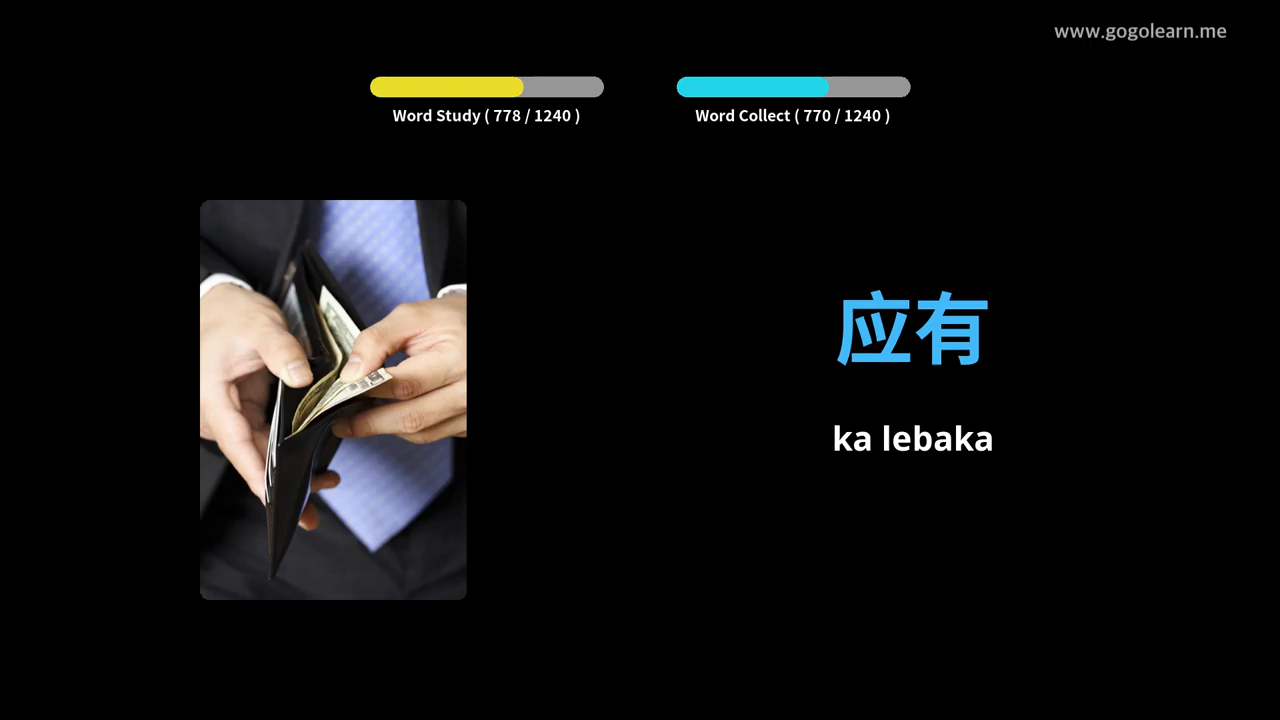 www.gogolearn.me
Word Study ( 778 / 1240 )
Word Collect ( 770 / 1240 )
应有
ka lebaka